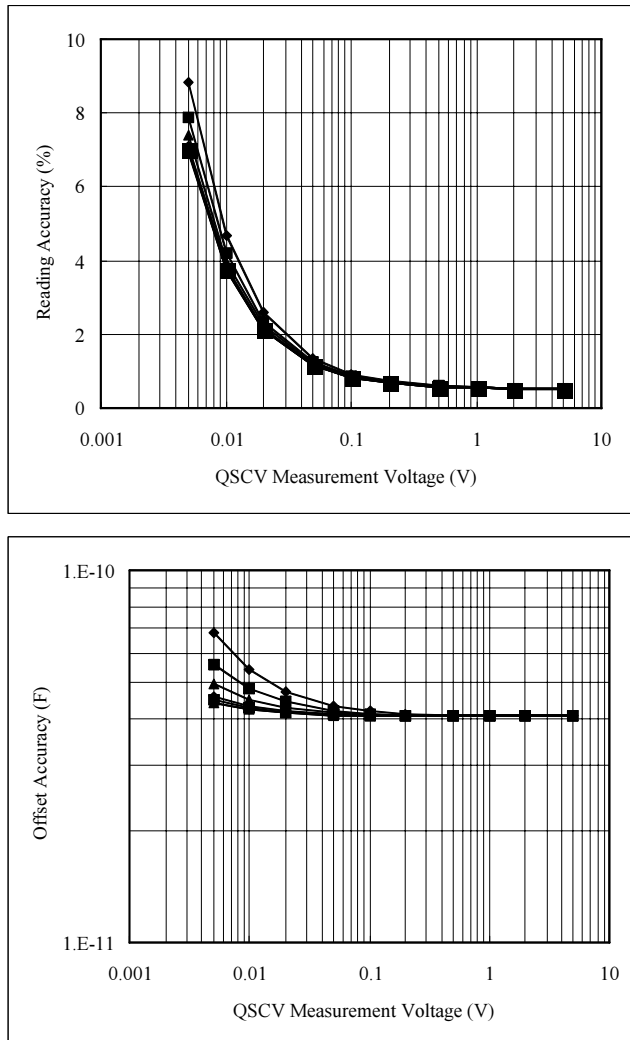 10
8
6
4
2
0
Reading Accuracy (%)
0.001 0.01 0.1 1 10
QSCV Measurement Voltage (V)
1.E-10
Offset Accuracy (F)
1.E-11
0.001 0.01 0.1 1 10
QSCV Measurement Voltage (V)